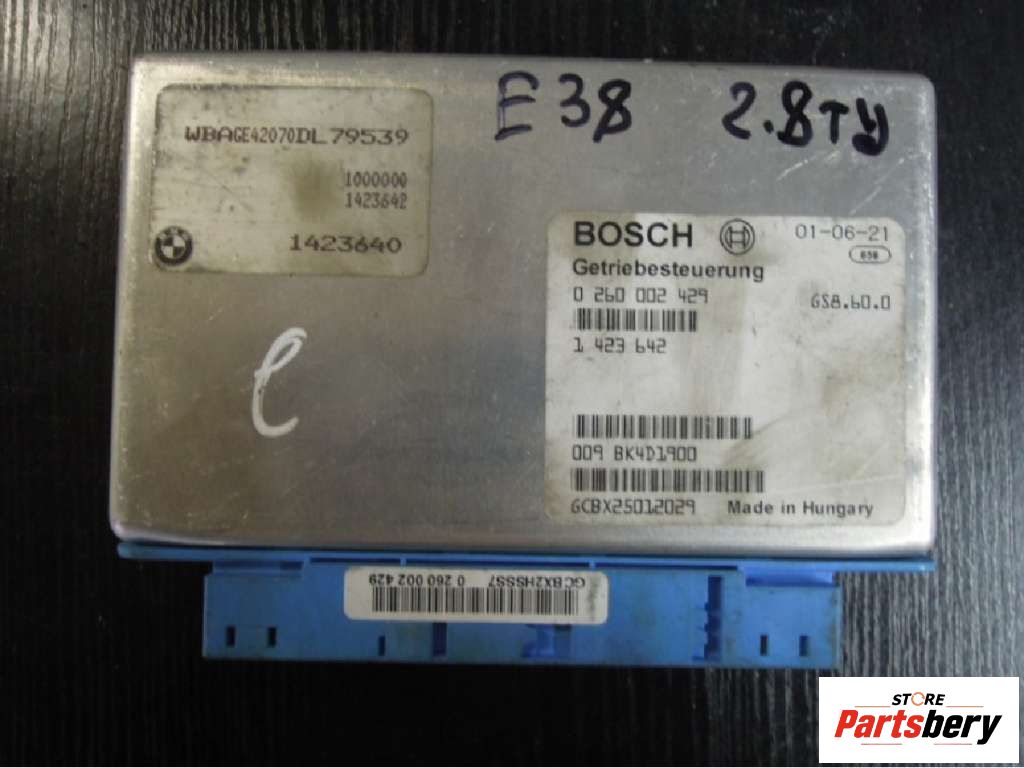 E38 2.8ту
WBAGE42070DL79539
1000000
1423642
1423640
BOSCH 01-06-21
Getriebesteuerung
0 260 002 429 GS8.60.0
1 423 642
009 BK4D1900
GCBX25012029 Made in Hungary
e
GCBX2HSSS7 0 260 002 429
STORE
Partsbery